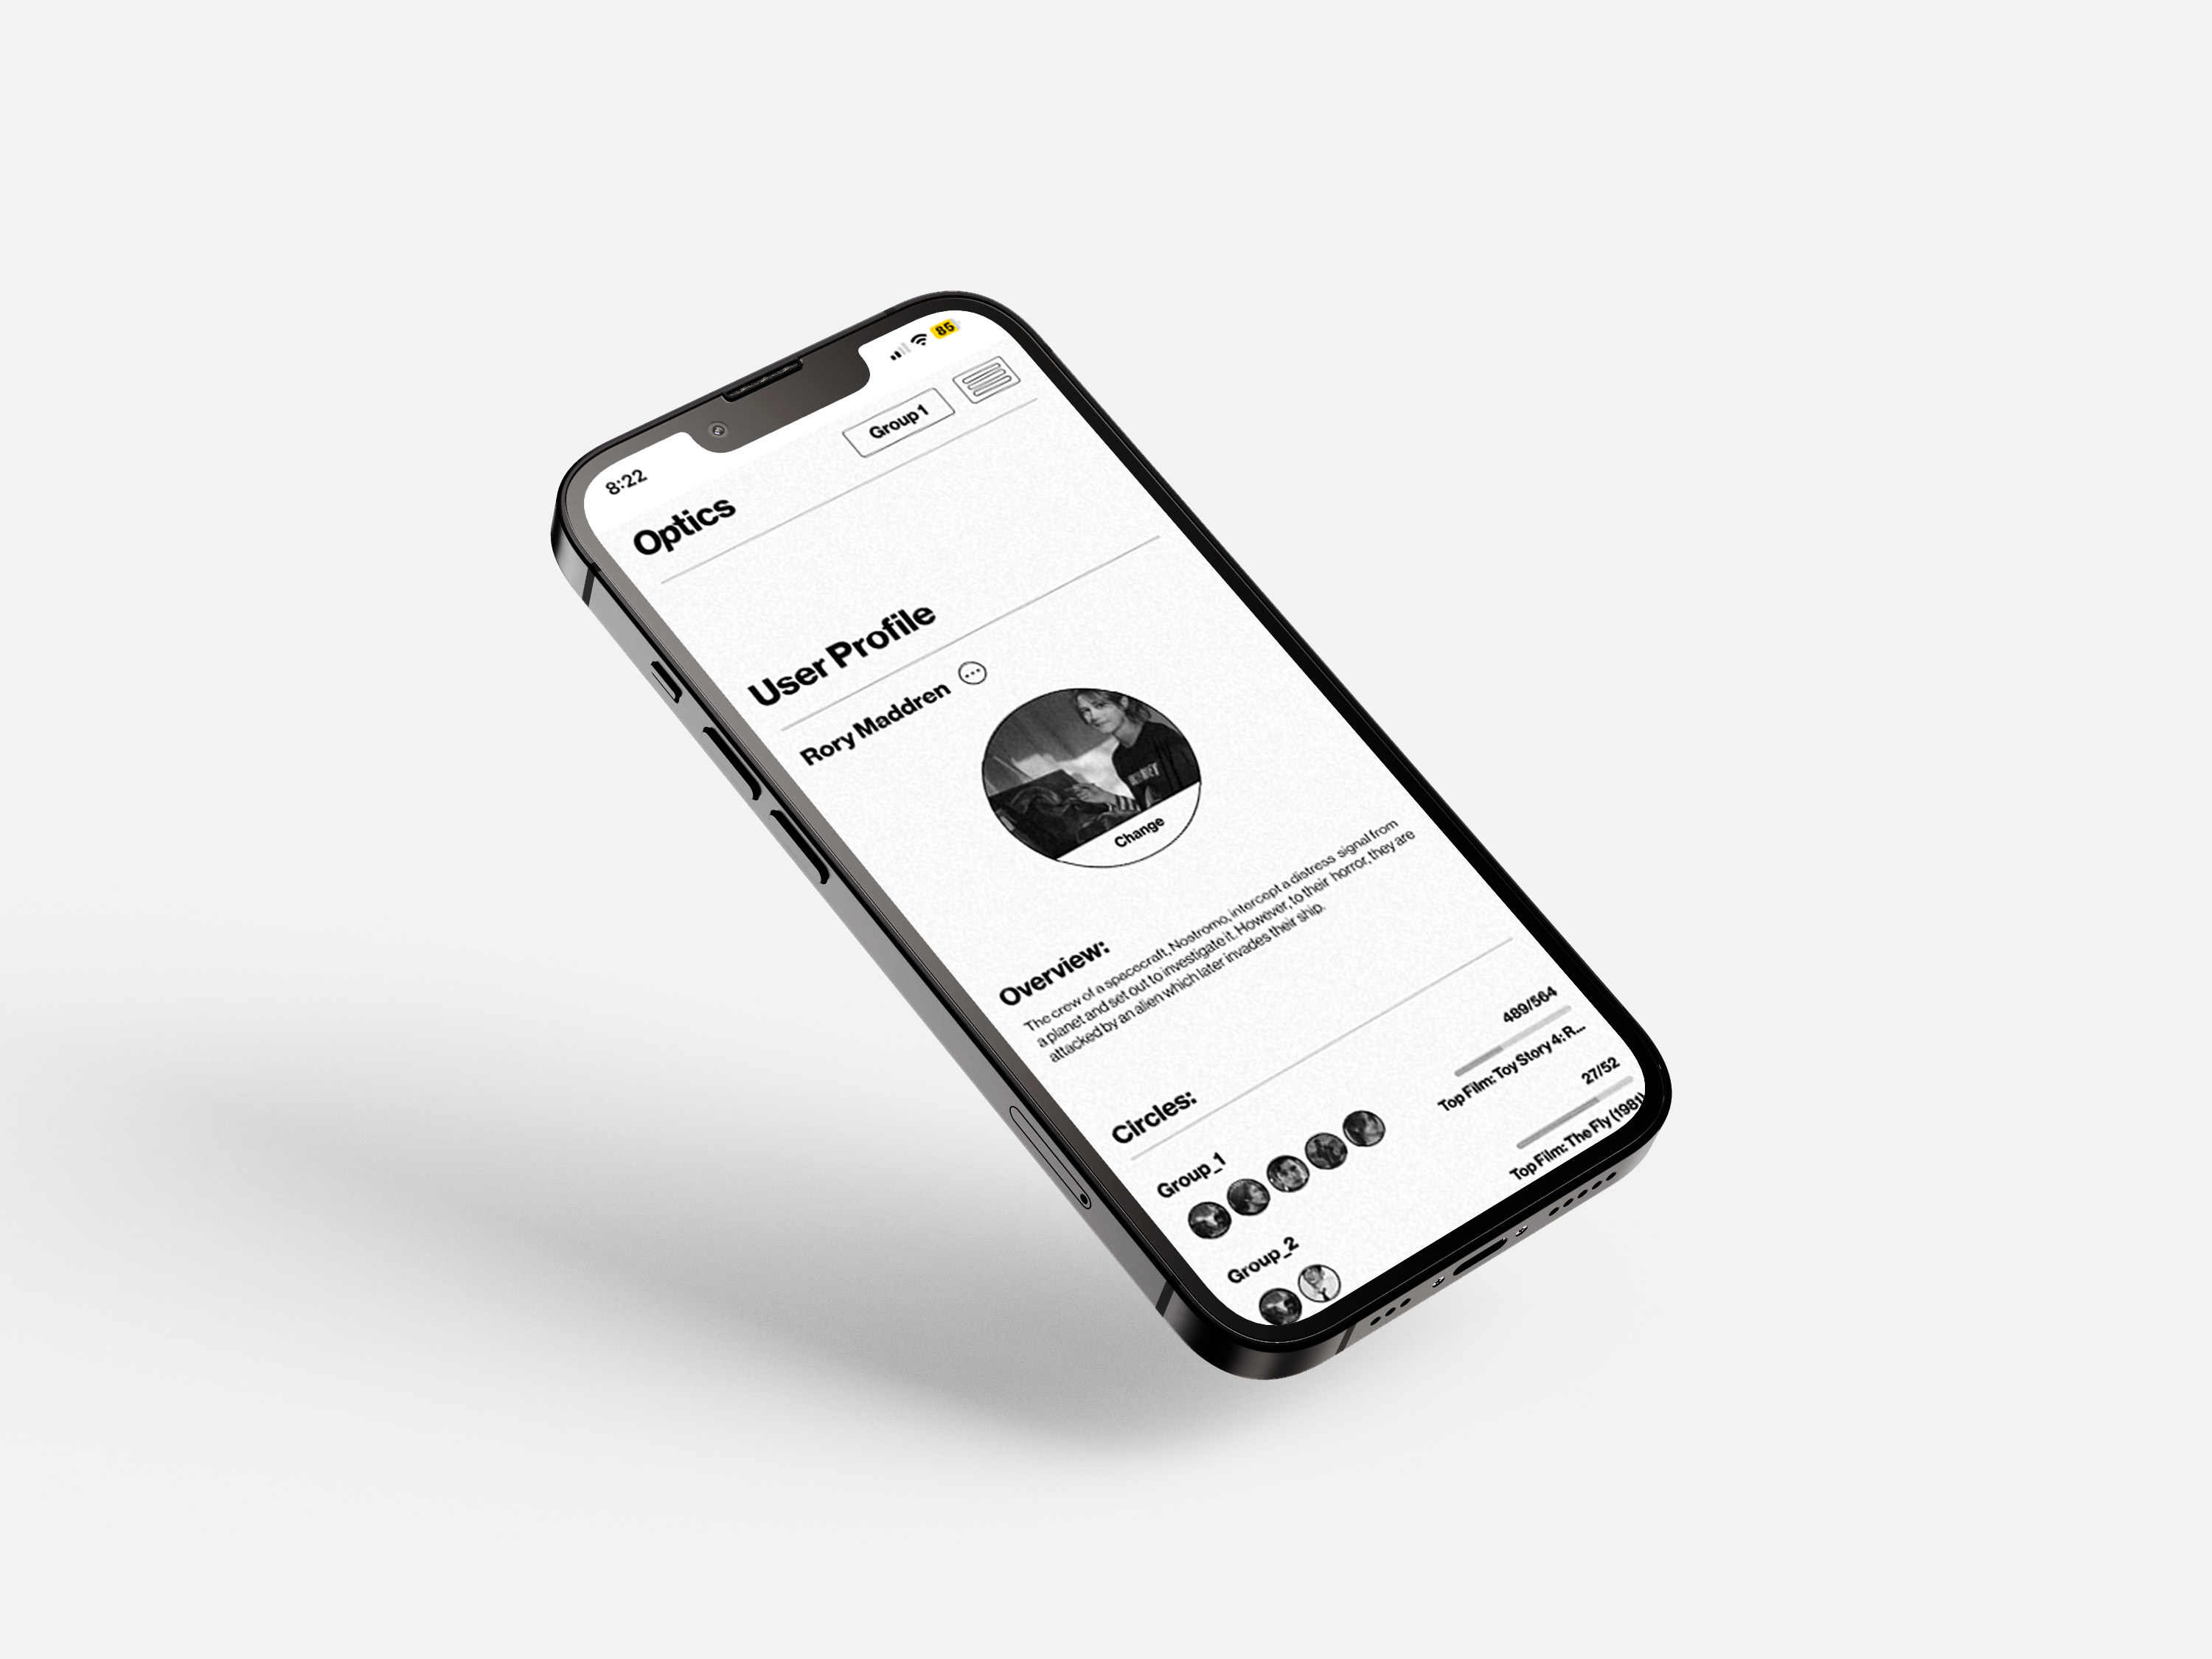 8:22
85
Optics
Group 1
User Profile
Rory Maddren
Change
Overview:
The crew of a spacecraft, Nostromo, intercept a distress signal from
a planet and set out to investigate it. However, to their horror, they are
attacked by an alien which later invades their ship.
Circles:
Group_1
489/564
Top Film: Toy Story 4: R...
Group_2
27/52
Top Film: The Fly (1981)